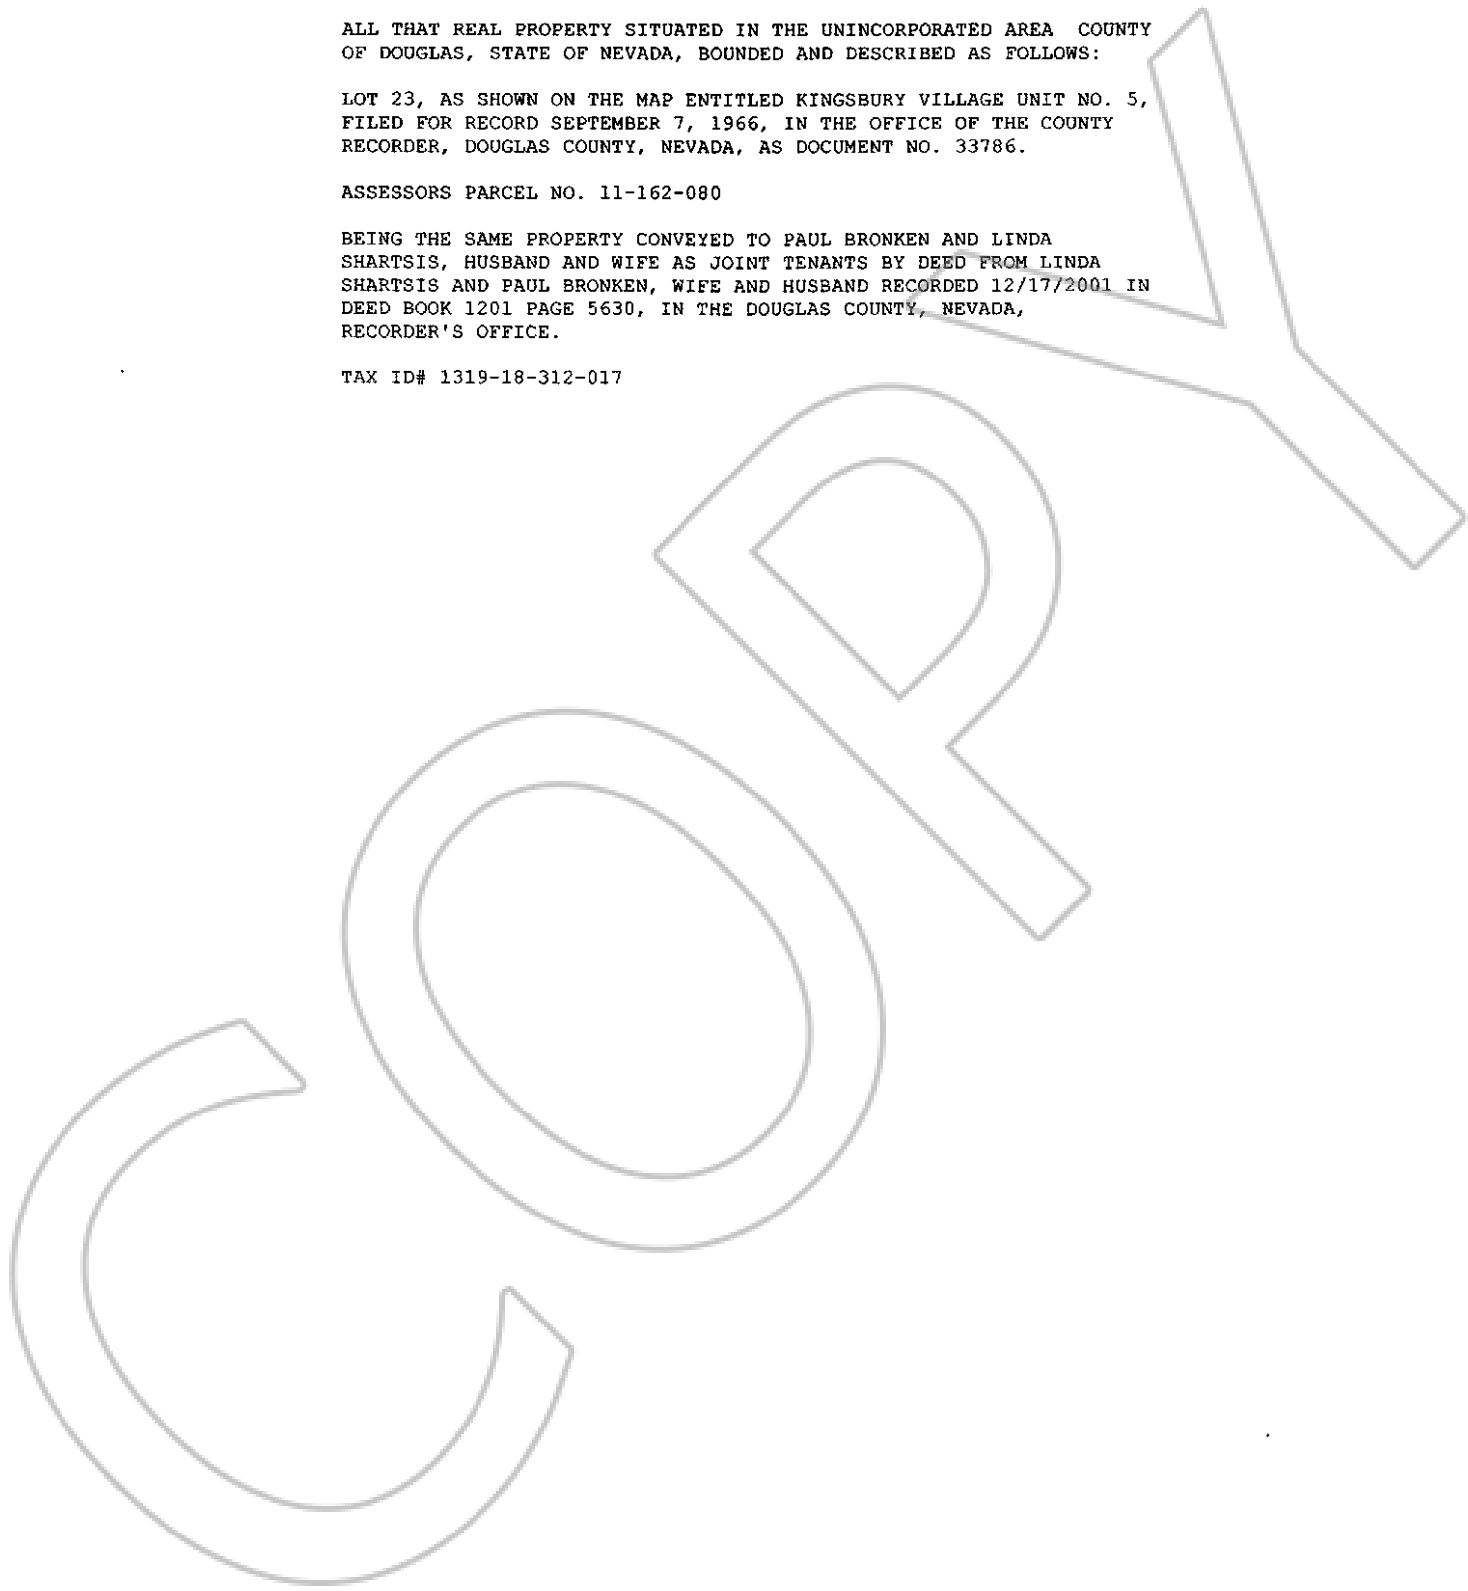 ALL THAT REAL PROPERTY SITUATED IN THE UNINCORPORATED AREA  COUNTY
OF DOUGLAS, STATE OF NEVADA, BOUNDED AND DESCRIBED AS FOLLOWS:
LOT 23, AS SHOWN ON THE MAP ENTITLED KINGSBURY VILLAGE UNIT NO. 5,
FILED FOR RECORD SEPTEMBER 7, 1966, IN THE OFFICE OF THE COUNTY
RECORDER, DOUGLAS COUNTY, NEVADA, AS DOCUMENT NO. 33786.
ASSESSORS PARCEL NO. 11-162-080
BEING THE SAME PROPERTY CONVEYED TO PAUL BRONKEN AND LINDA
SHARTSIS, HUSBAND AND WIFE AS JOINT TENANTS BY DEED FROM LINDA
SHARTSIS AND PAUL BRONKEN, WIFE AND HUSBAND RECORDED 12/17/2001 IN
DEED BOOK 1201 PAGE 5630, IN THE DOUGLAS COUNTY, NEVADA,
RECORDER'S OFFICE.
TAX ID# 1319-18-312-017
COPY